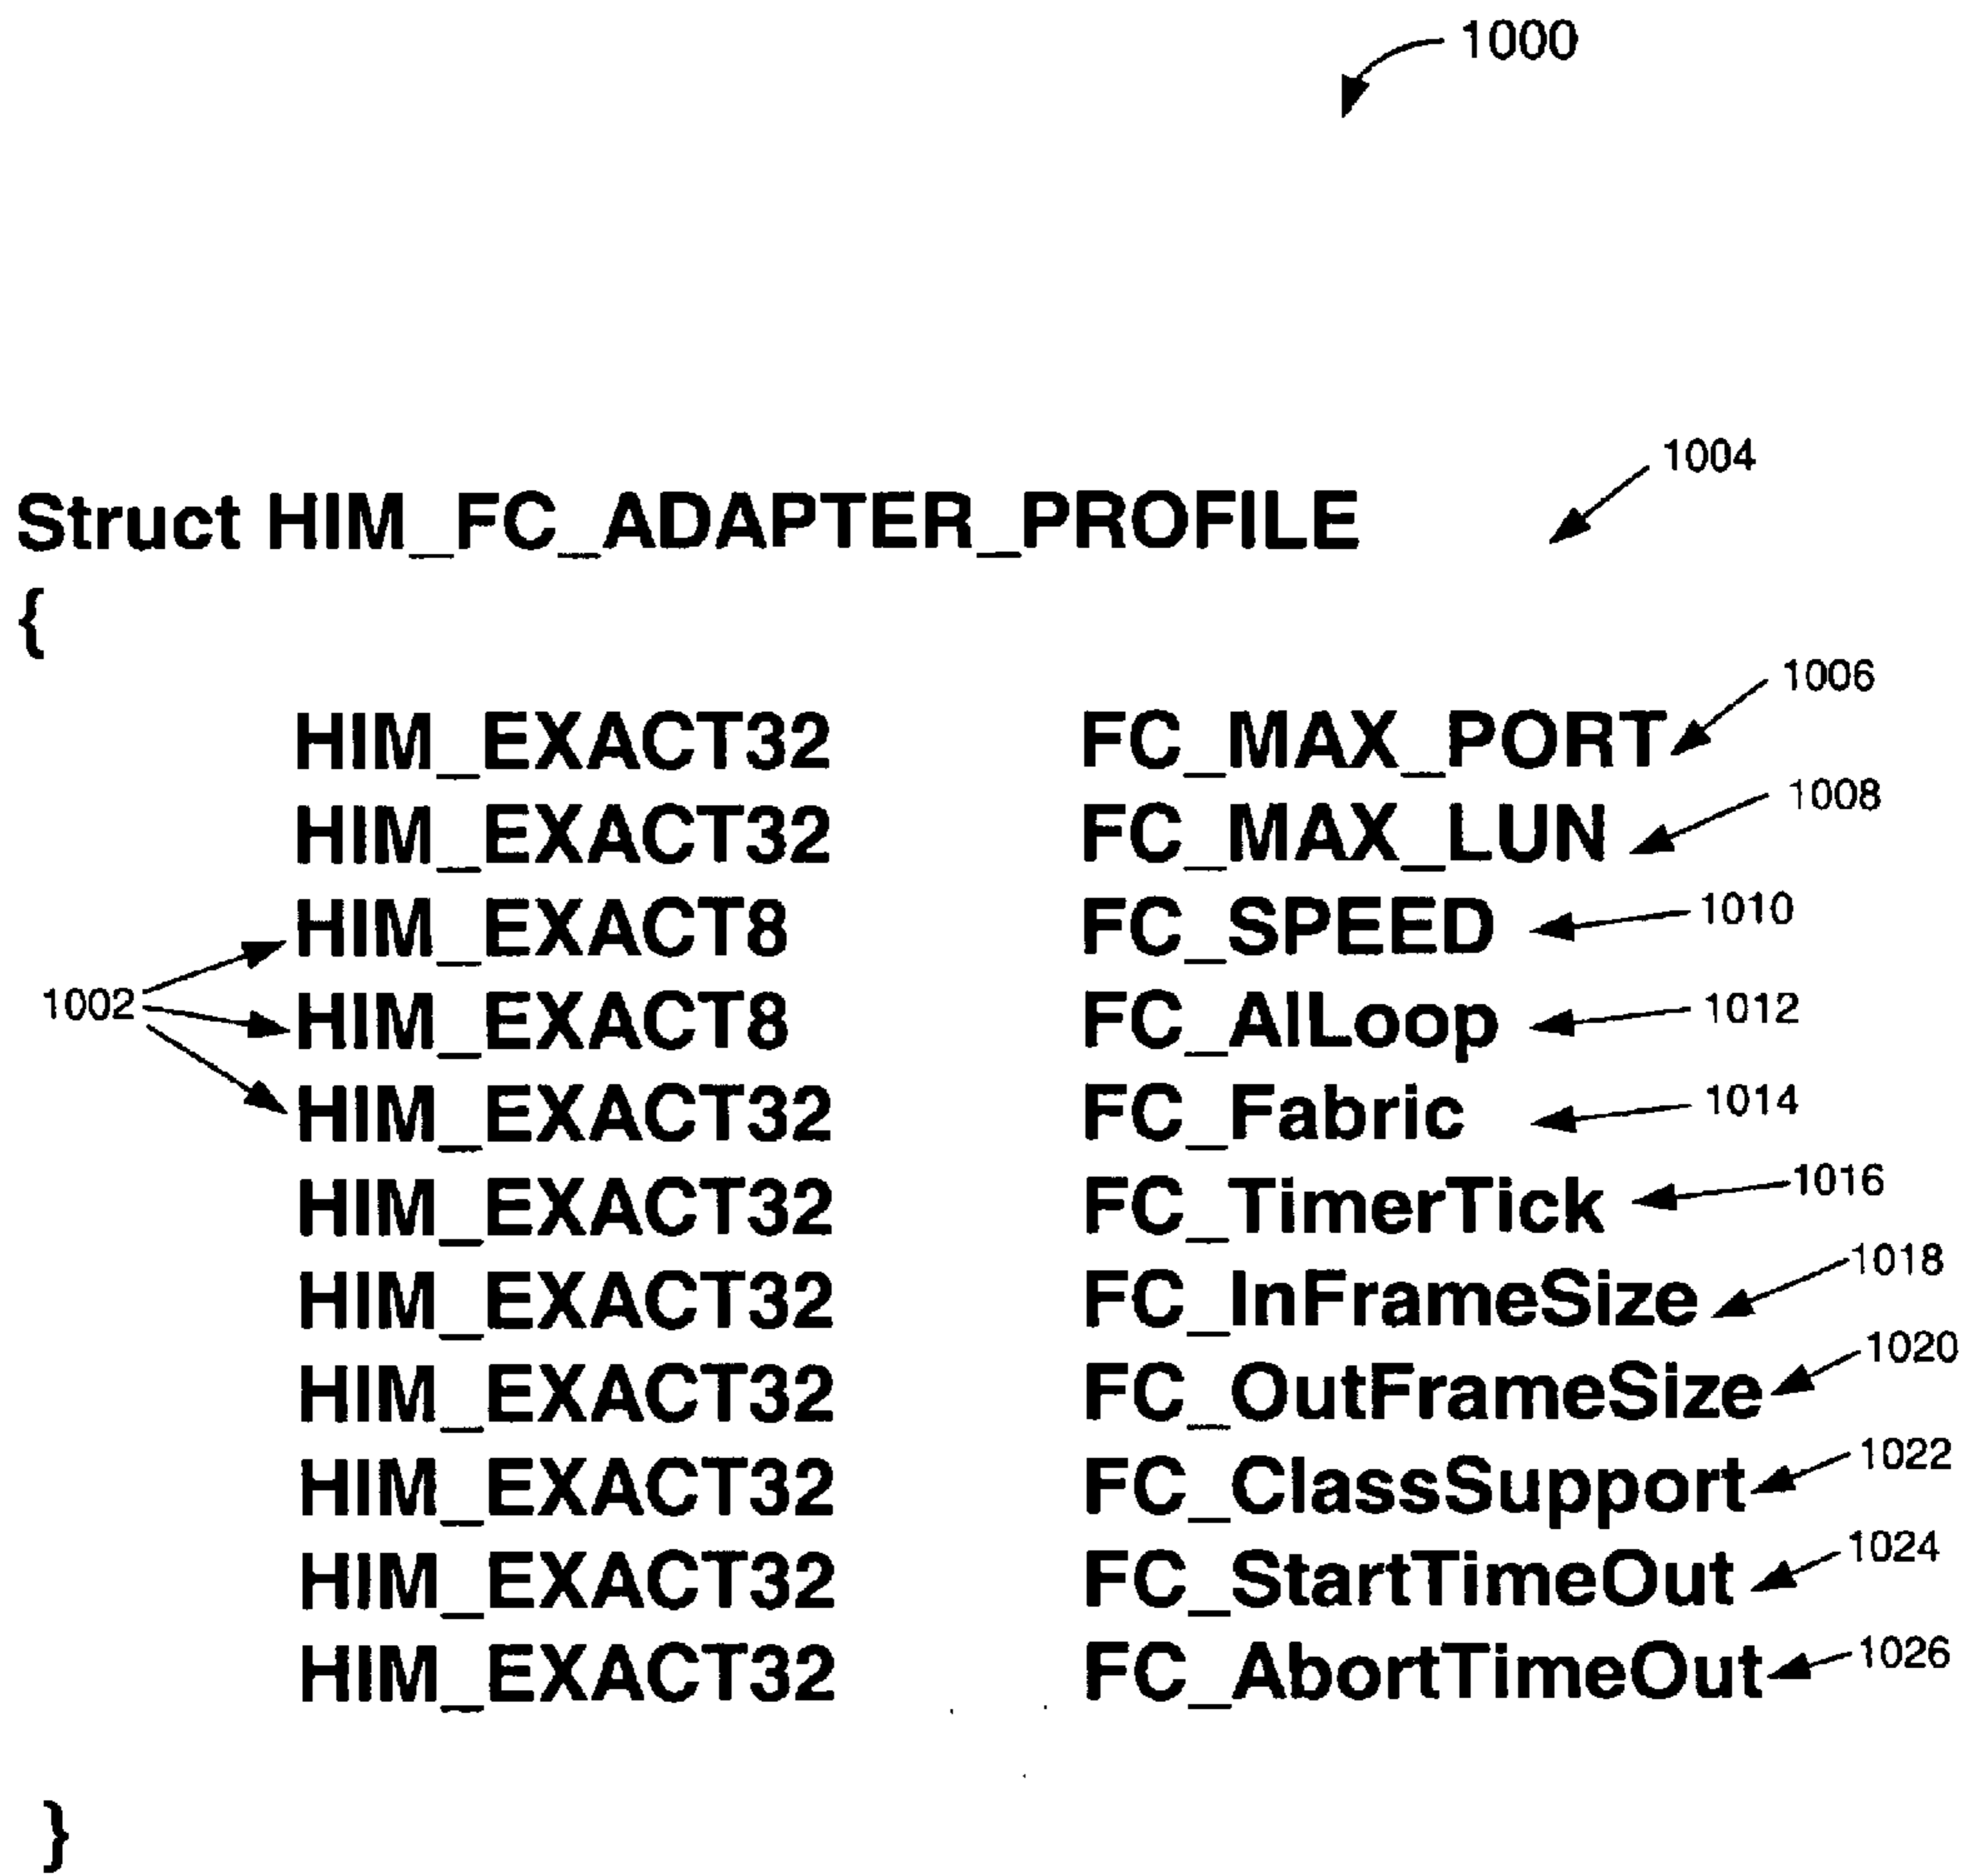 1000
Struct HIM_FC_ADAPTER_PROFILE 1004
{
HIM_EXACT32 FC_MAX_PORT 1006
HIM_EXACT32 FC_MAX_LUN 1008
HIM_EXACT8 FC_SPEED 1010
1002 HIM_EXACT8 FC_AlLoop 1012
HIM_EXACT32 FC_Fabric 1014
HIM_EXACT32 FC_TimerTick 1016
HIM_EXACT32 FC_InFrameSize 1018
HIM_EXACT32 FC_OutFrameSize 1020
HIM_EXACT32 FC_ClassSupport 1022
HIM_EXACT32 FC_StartTimeOut 1024
HIM_EXACT32 FC_AbortTimeOut 1026
}